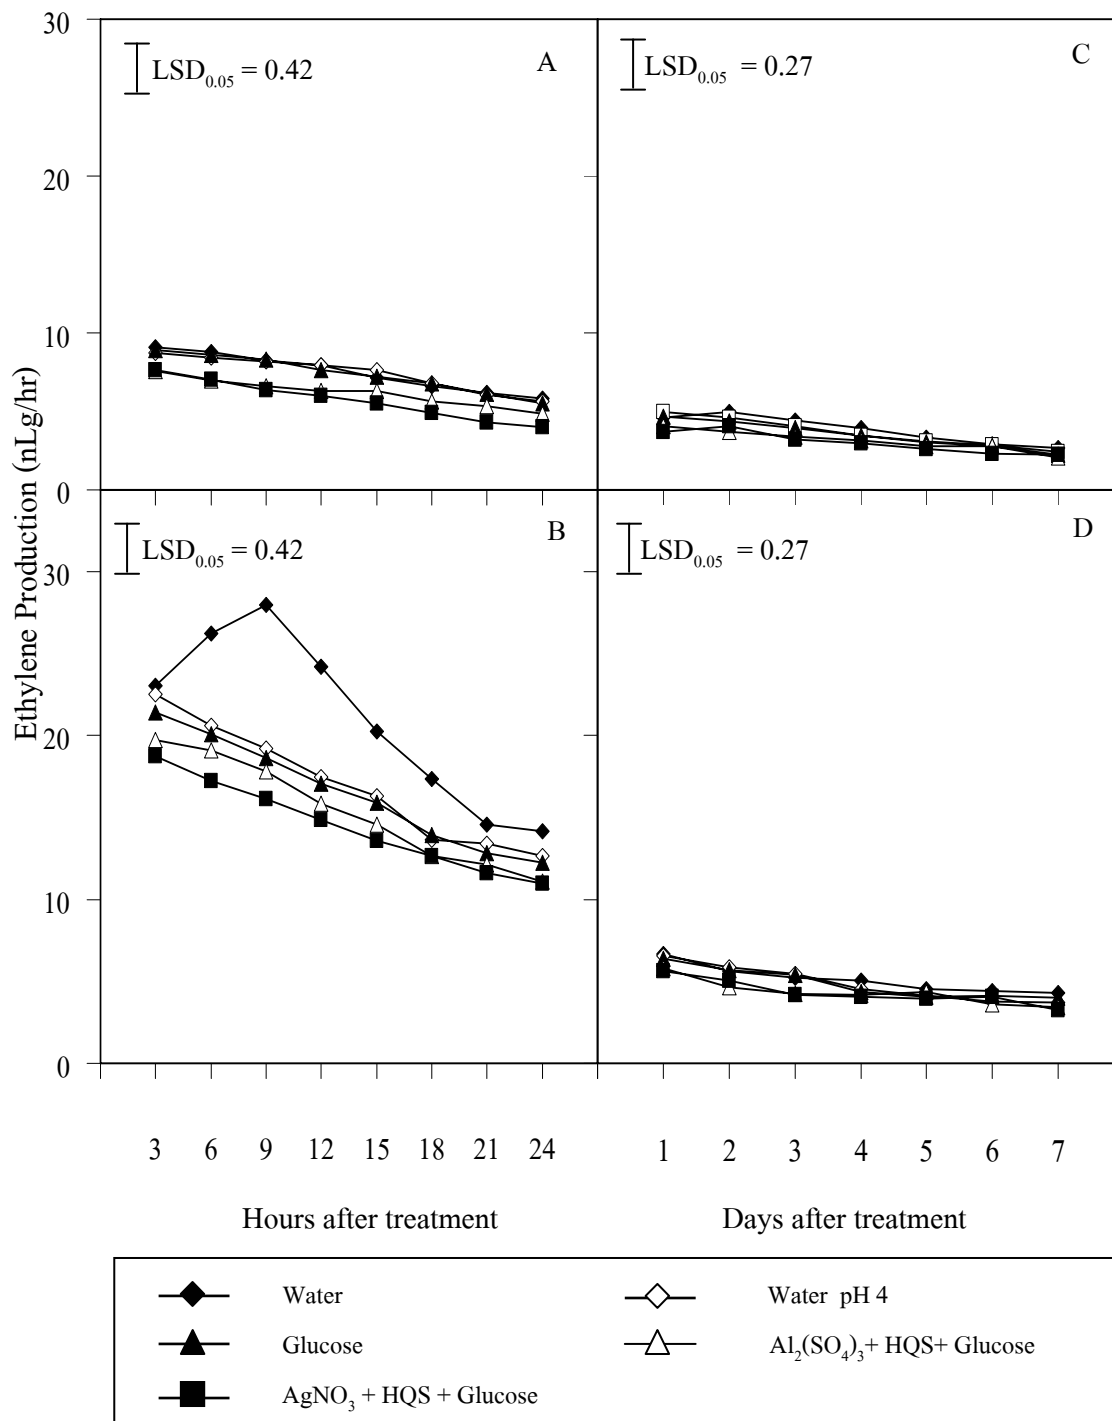 Ethylene Production (nLg/hr)
30
20
10
0
LSD0.05 = 0.42
A
LSD0.05 = 0.27
C
30
20
10
0
LSD0.05 = 0.42
B
LSD0.05 = 0.27
D
3 6 9 12 15 18 21 24
1 2 3 4 5 6 7
Hours after treatment
Days after treatment
Water
Water pH 4
Glucose
Al2(SO4)3+ HQS+ Glucose
AgNO3 + HQS + Glucose